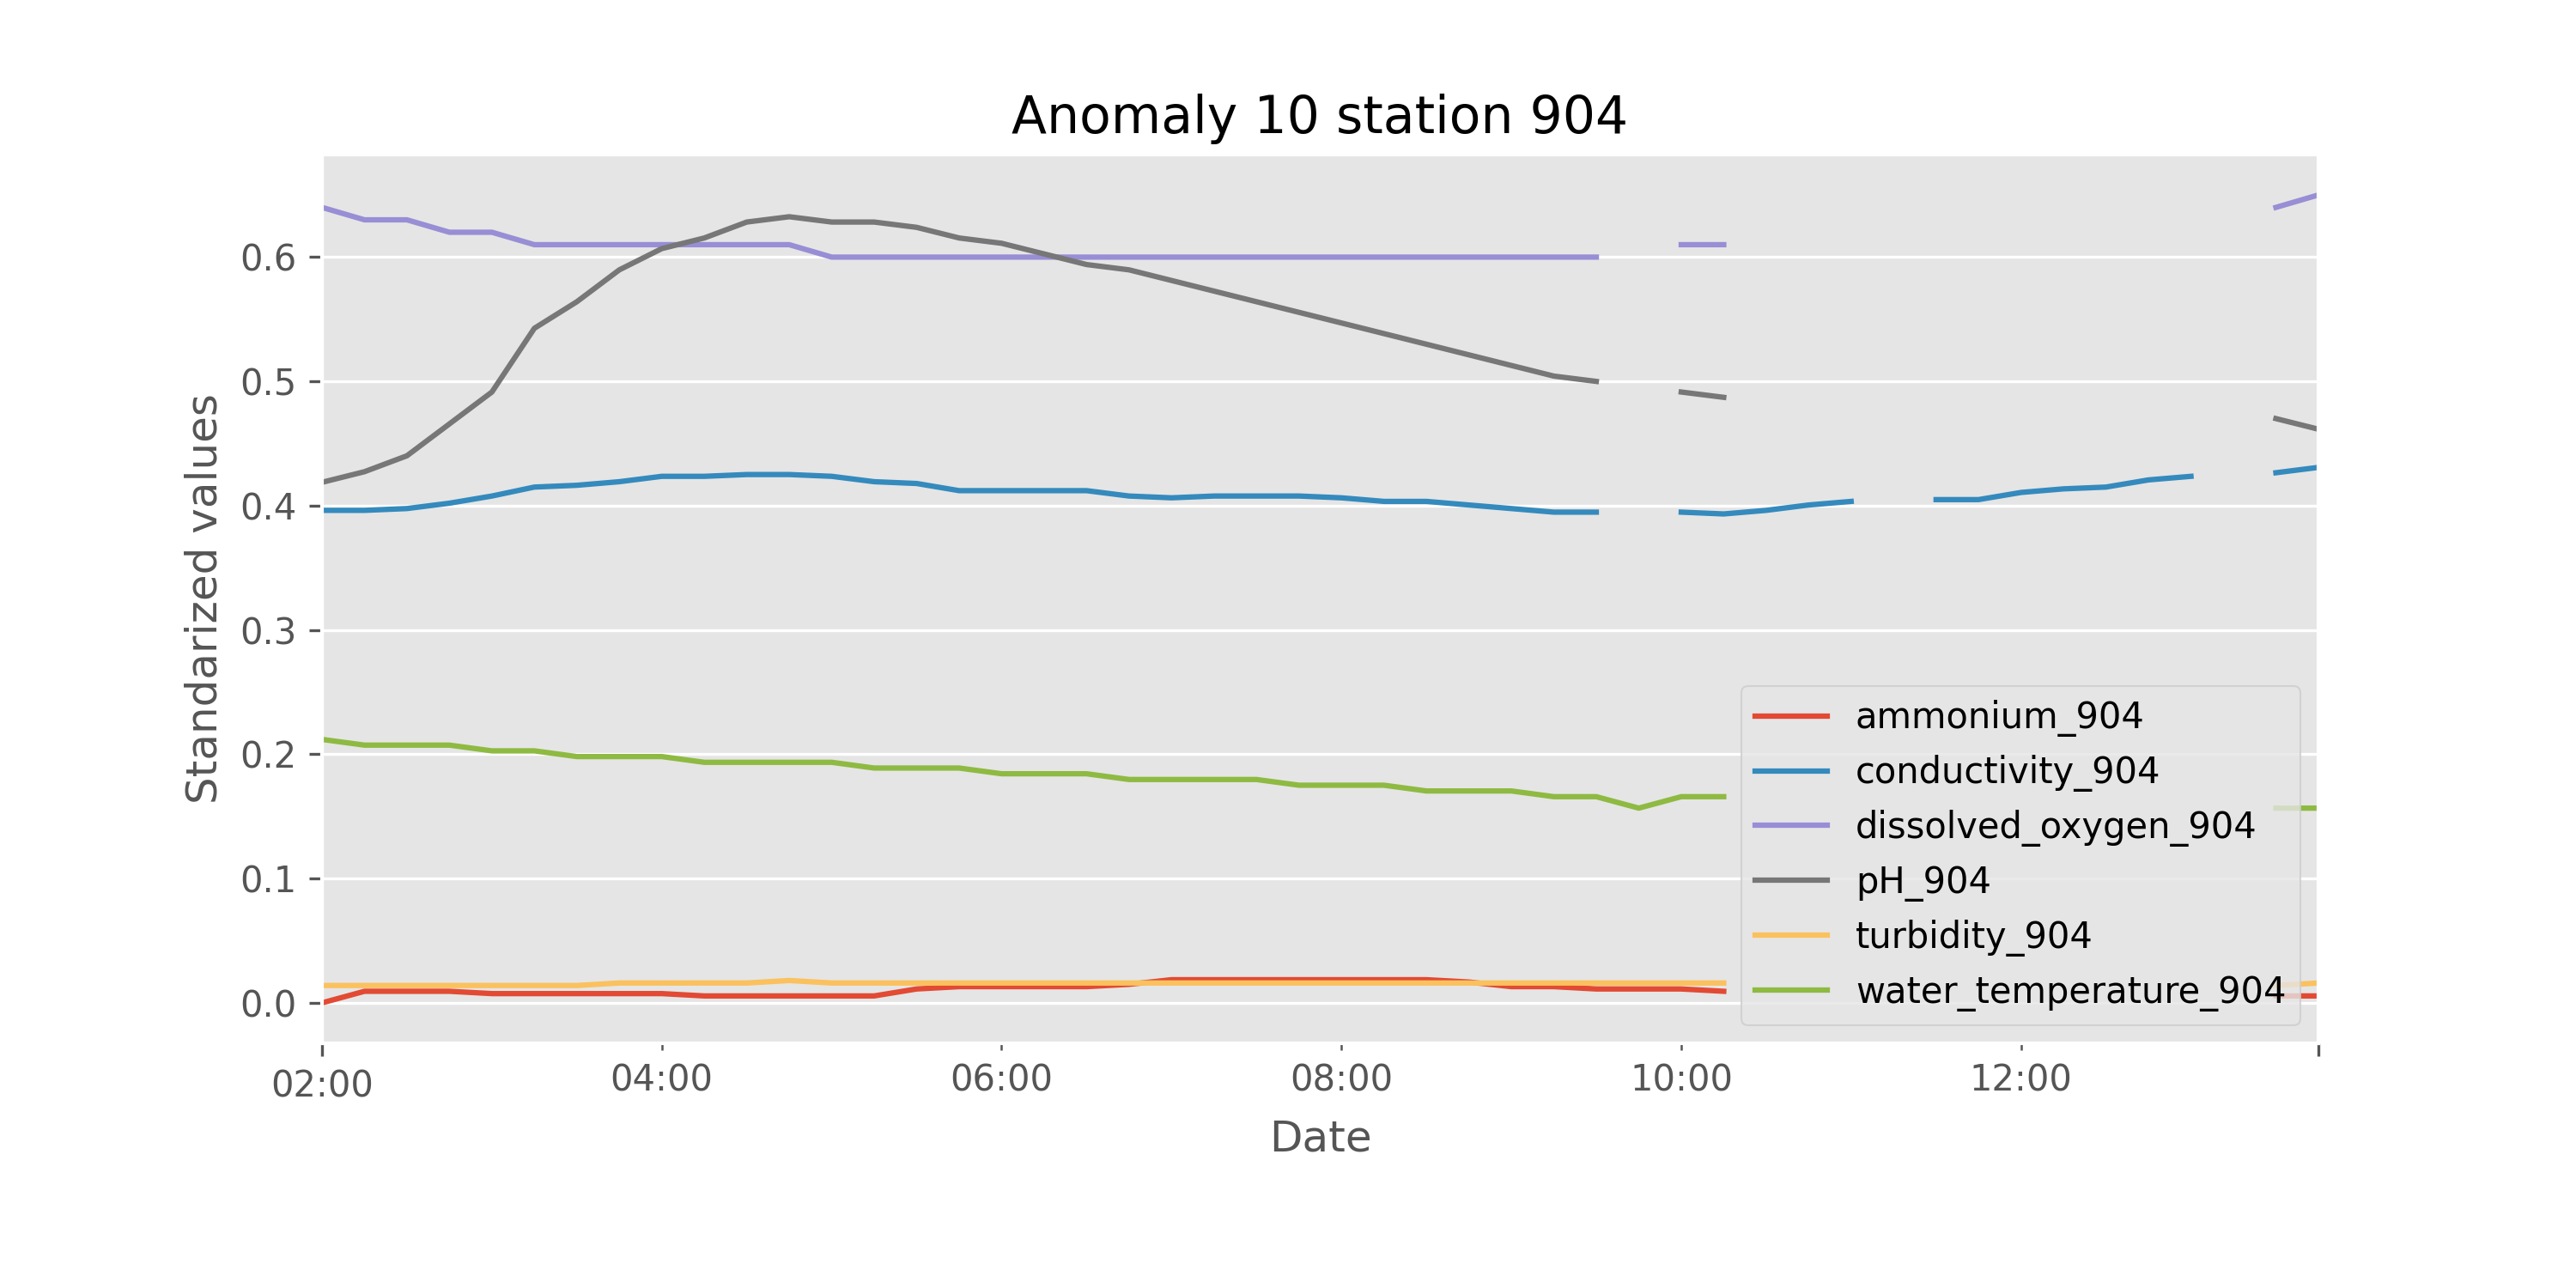 Anomaly 10 station 904
Standarized values
0.6
0.5
0.4
0.3
0.2
0.1
0.0
ammonium_904
conductivity_904
dissolved_oxygen_904
pH_904
turbidity_904
water_temperature_904
02:00 04:00 06:00 08:00 10:00 12:00
Date